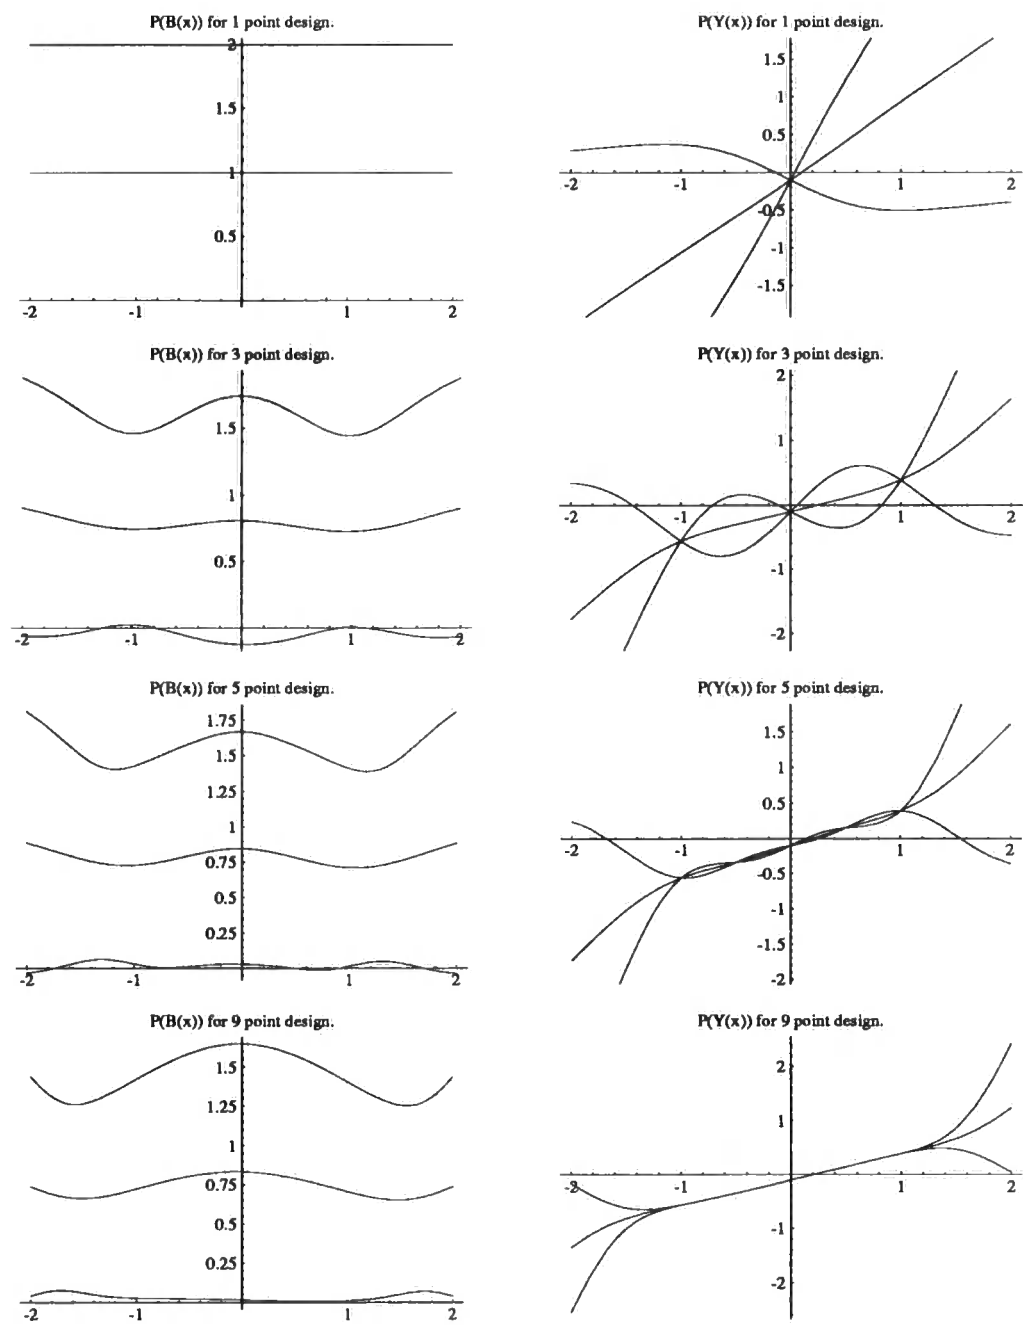 P(B(x)) for 1 point design.
2
1.5
1
0.5
-2 -1 1 2
P(Y(x)) for 1 point design.
1.5
1
0.5
-2 -1 1 2
-0.5
-1
-1.5
P(B(x)) for 3 point design.
1.5
1
0.5
-2 -1 1 2
P(Y(x)) for 3 point design.
2
1
-2 -1 1 2
-1
-2
P(B(x)) for 5 point design.
1.75
1.5
1.25
1
0.75
0.5
0.25
-2 -1 1 2
P(Y(x)) for 5 point design.
1.5
1
0.5
-2 -1 1 2
-0.5
-1
-1.5
-2
P(B(x)) for 9 point design.
1.5
1.25
1
0.75
0.5
0.25
-2 -1 1 2
P(Y(x)) for 9 point design.
2
1
-2 -1 1 2
-1
-2